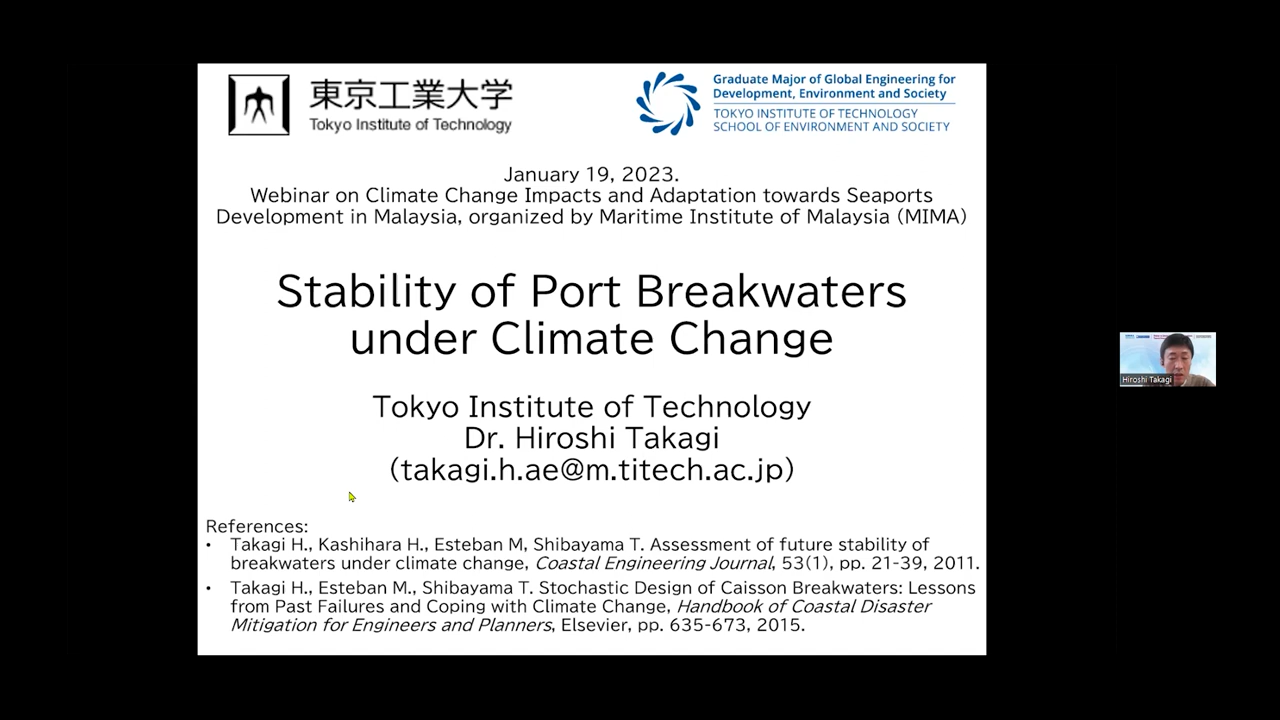 東京工業大学
Tokyo Institute of Technology
Graduate Major of Global Engineering for
Development, Environment and Society
TOKYO INSTITUTE OF TECHNOLOGY
SCHOOL OF ENVIRONMENT AND SOCIETY
January 19, 2023.
Webinar on Climate Change Impacts and Adaptation towards Seaports
Development in Malaysia, organized by Maritime Institute of Malaysia (MIMA)
Stability of Port Breakwaters
under Climate Change
Tokyo Institute of Technology
Dr. Hiroshi Takagi
(takagi.h.ae@m.titech.ac.jp)
References:
• Takagi H., Kashihara H., Esteban M, Shibayama T. Assessment of future stability of
breakwaters under climate change, Coastal Engineering Journal, 53(1), pp. 21-39, 2011.
• Takagi H., Esteban M., Shibayama T. Stochastic Design of Caisson Breakwaters: Lessons
from Past Failures and Coping with Climate Change, Handbook of Coastal Disaster
Mitigation for Engineers and Planners, Elsevier, pp. 635-673, 2015.
Hiroshi Takagi